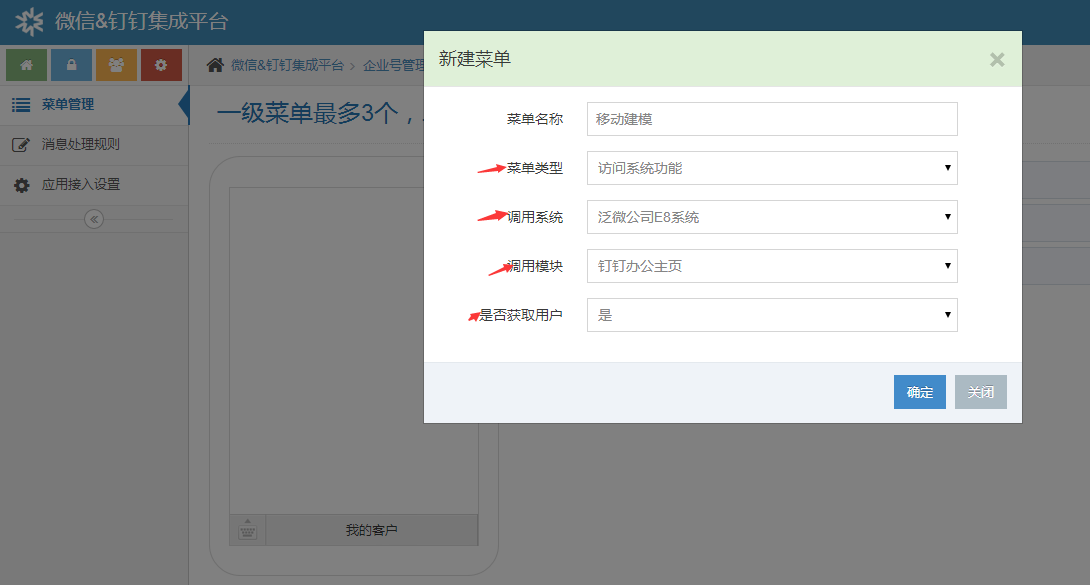 微信&钉钉集成平台
微信&钉钉集成平台 > 企业号管理
菜单管理
消息处理规则
应用接入设置
一级菜单最多3个，
我的客户
新建菜单
菜单名称 移动建模
菜单类型 访问系统功能
调用系统 泛微公司E8系统
调用模块 钉钉办公主页
是否获取用户 是
确定 关闭